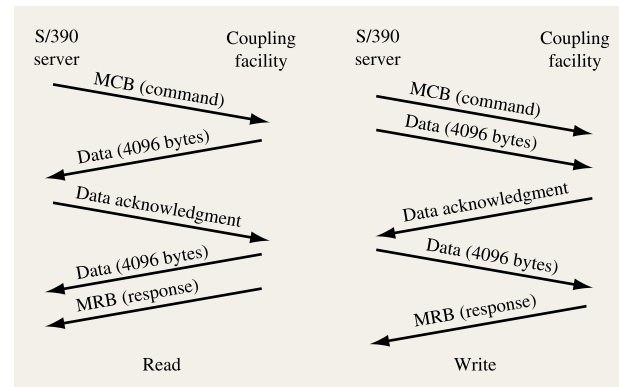 S/390
server
Coupling
facility
MCB (command)
Data (4096 bytes)
Data acknowledgment
Data (4096 bytes)
MRB (response)
Read
S/390
server
Coupling
facility
MCB (command)
Data (4096 bytes)
Data acknowledgment
Data (4096 bytes)
MRB (response)
Write